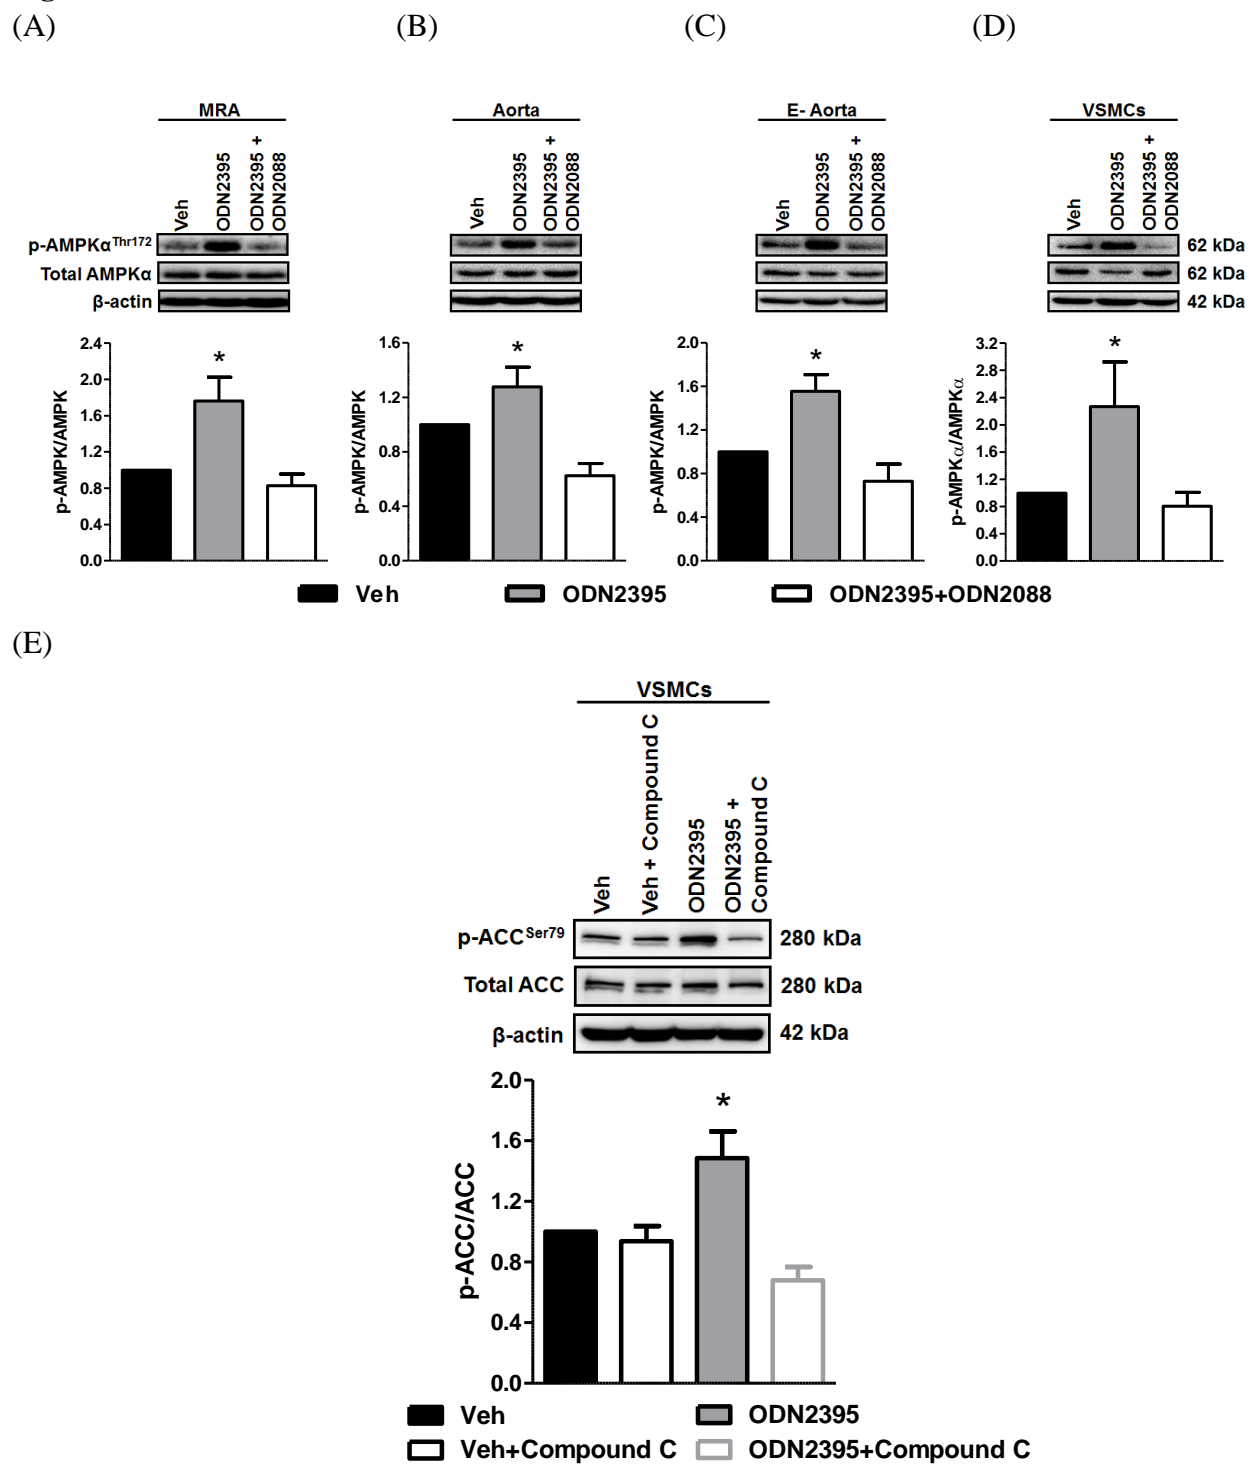 (A) (B) (C) (D)
MRA Aorta E- Aorta VSMCs
Veh ODN2395 ODN2395 + ODN2088 Veh ODN2395 ODN2395 + ODN2088 Veh ODN2395 ODN2395 + ODN2088 Veh ODN2395 ODN2395 + ODN2088
p-AMPKα^Thr172 62 kDa
Total AMPKα 62 kDa
β-actin 42 kDa
p-AMPK/AMPK
2.4
2.0
1.6
1.2
0.8
0.4
0.0
*
p-AMPK/AMPK
1.6
1.2
0.8
0.4
0.0
*
p-AMPK/AMPK
2.0
1.6
1.2
0.8
0.4
0.0
*
p-AMPKα/AMPKα
3.2
2.8
2.4
2.0
1.6
1.2
0.8
0.4
0.0
*
Veh ODN2395 ODN2395+ODN2088
(E)
VSMCs
Veh
Veh + Compound C
ODN2395
ODN2395 +
Compound C
p-ACC^Ser79 280 kDa
Total ACC 280 kDa
β-actin 42 kDa
p-ACC/ACC
2.0
1.6
1.2
0.8
0.4
0.0
*
Veh ODN2395
Veh+Compound C ODN2395+Compound C